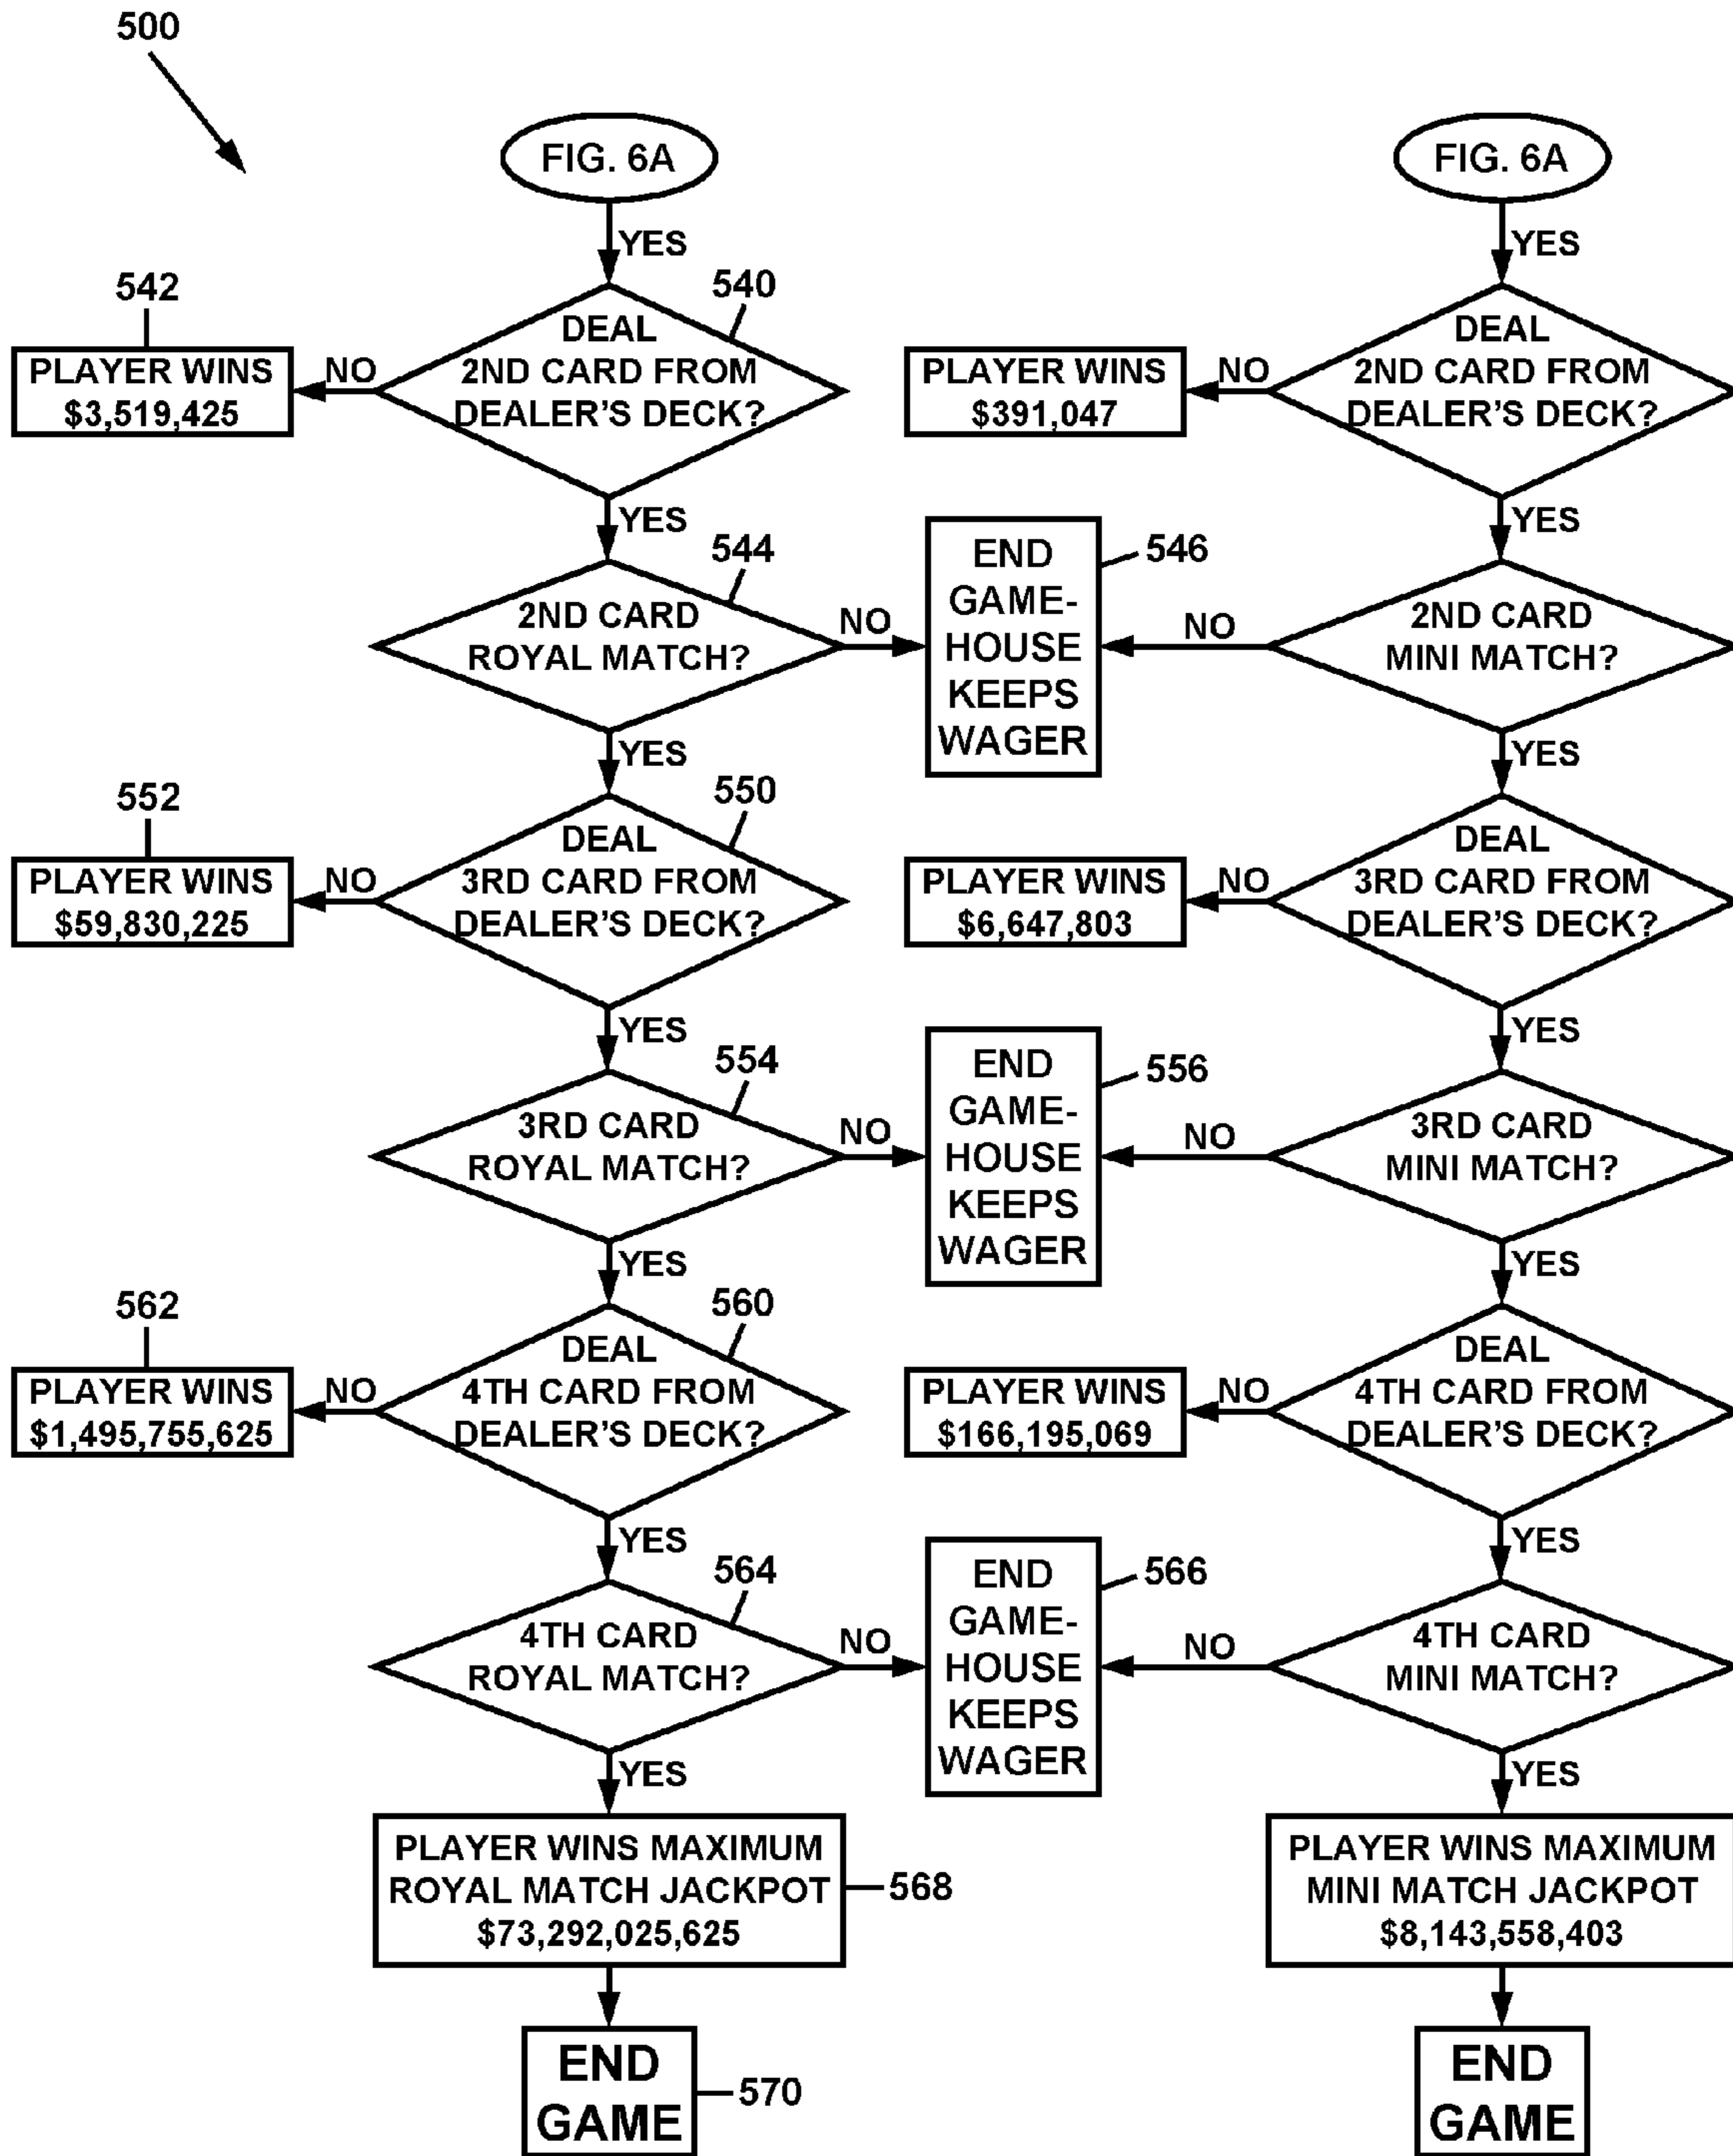 500
FIG. 6A
FIG. 6A
YES
YES
542
540
DEAL
2ND CARD FROM
DEALER'S DECK?
PLAYER WINS
$3,519,425
NO
DEAL
2ND CARD FROM
DEALER'S DECK?
PLAYER WINS
$391,047
NO
YES
YES
544
2ND CARD
ROYAL MATCH?
NO
END
GAME-
HOUSE
KEEPS
WAGER
546
NO
2ND CARD
MINI MATCH?
YES
YES
552
550
DEAL
3RD CARD FROM
DEALER'S DECK?
PLAYER WINS
$59,830,225
NO
DEAL
3RD CARD FROM
DEALER'S DECK?
PLAYER WINS
$6,647,803
NO
YES
YES
554
3RD CARD
ROYAL MATCH?
NO
END
GAME-
HOUSE
KEEPS
WAGER
556
NO
3RD CARD
MINI MATCH?
YES
YES
562
560
DEAL
4TH CARD FROM
DEALER'S DECK?
PLAYER WINS
$1,495,755,625
NO
DEAL
4TH CARD FROM
DEALER'S DECK?
PLAYER WINS
$166,195,069
NO
YES
YES
564
4TH CARD
ROYAL MATCH?
NO
END
GAME-
HOUSE
KEEPS
WAGER
566
NO
4TH CARD
MINI MATCH?
YES
YES
PLAYER WINS MAXIMUM
ROYAL MATCH JACKPOT
$73,292,025,625
568
PLAYER WINS MAXIMUM
MINI MATCH JACKPOT
$8,143,558,403
END
GAME
570
END
GAME